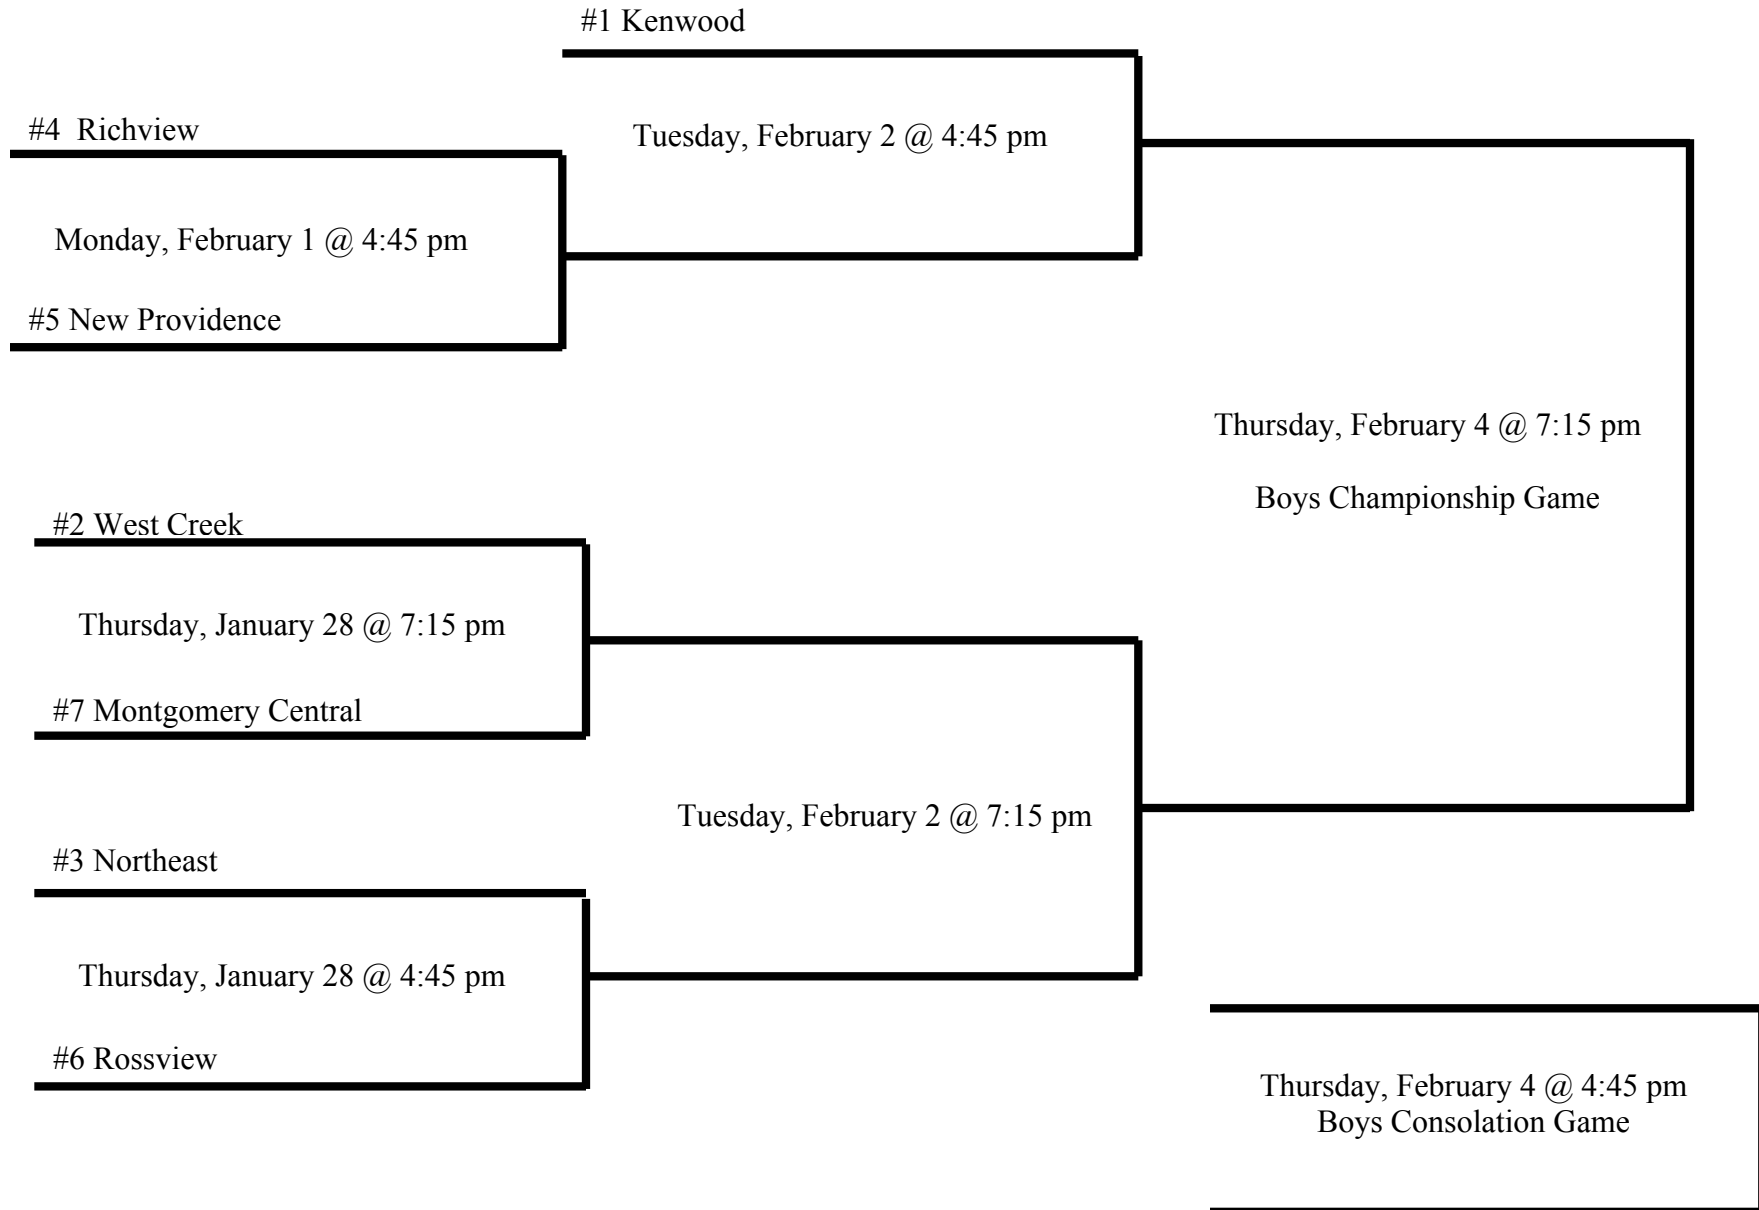 #1 Kenwood
#4  Richview
Tuesday, February 2 @ 4:45 pm
Monday, February 1 @ 4:45 pm
#5 New Providence
Thursday, February 4 @ 7:15 pm
Boys Championship Game
#2 West Creek
Thursday, January 28 @ 7:15 pm
#7 Montgomery Central
Tuesday, February 2 @ 7:15 pm
#3 Northeast
Thursday, January 28 @ 4:45 pm
#6 Rossview
Thursday, February 4 @ 4:45 pm
Boys Consolation Game